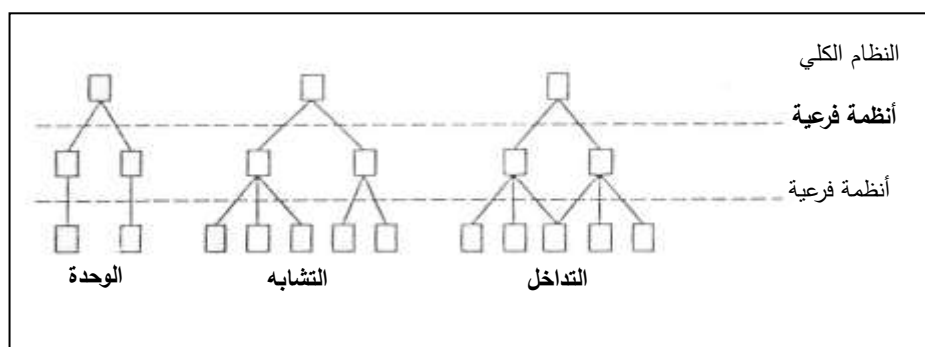 النظام الكلي
أنظمة فرعية
أنظمة فرعية
التداخل
التشابه
الوحدة